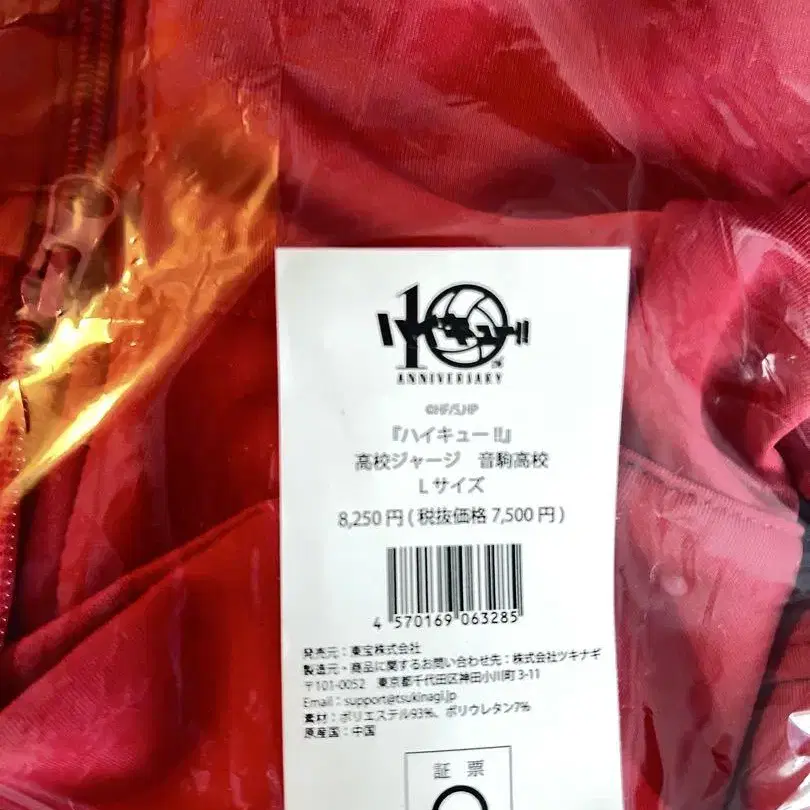 10
ハイキュー!!
TH
ANNIVERSARY
©HF/S,HP
『ハイキュー!!』
高校ジャージ　音駒高校
Lサイズ
8,250円(税抜価格7,500円)
4 570169 063285
発売元：東宝株式会社
製造元・商品に関するお問い合わせ先：株式会社ツキナギ
〒101-0052　東京都千代田区神田小川町3-11
Email：support@tsukinagi.jp
素材：ポリエステル93%、ポリウレタン7%
原産国：中国
証票